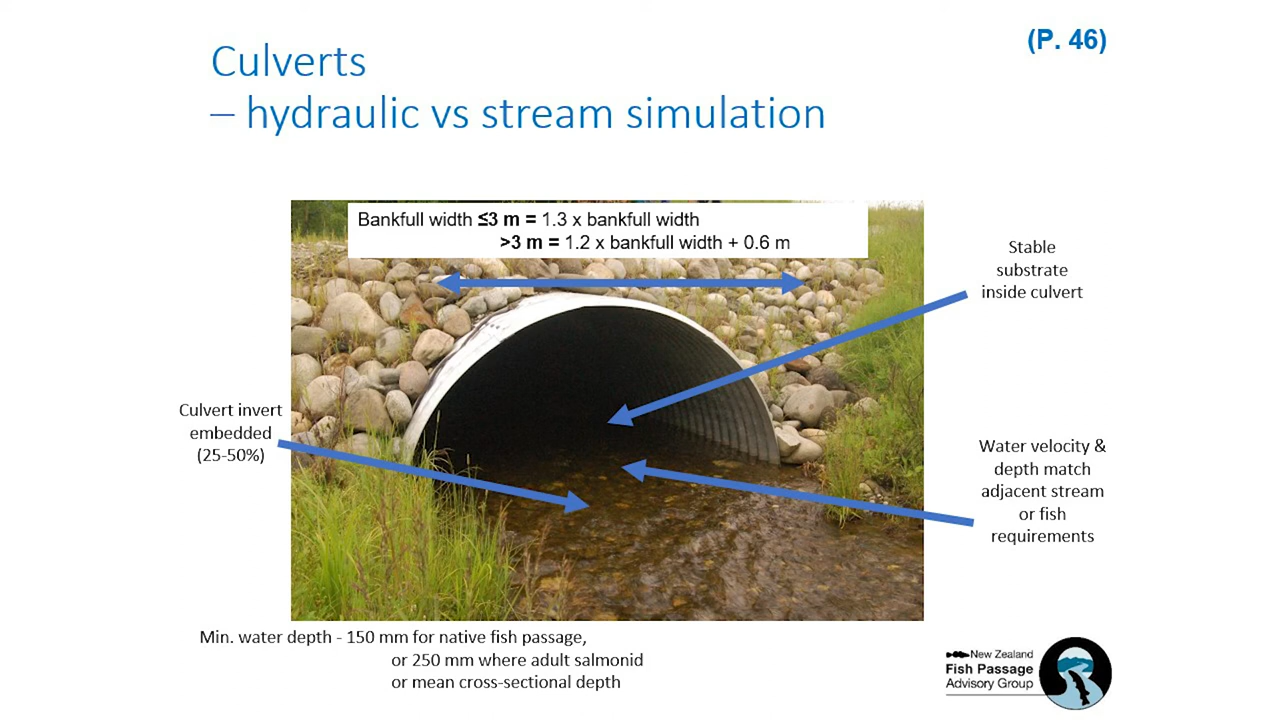 (P. 46)
Culverts
– hydraulic vs stream simulation
Bankfull width ≤3 m = 1.3 x bankfull width
>3 m = 1.2 x bankfull width + 0.6 m
Stable
substrate
inside culvert
Culvert invert
embedded
(25-50%)
Water velocity &
depth match
adjacent stream
or fish
requirements
Min. water depth - 150 mm for native fish passage,
or 250 mm where adult salmonid
or mean cross-sectional depth
New Zealand
Fish Passage
Advisory Group